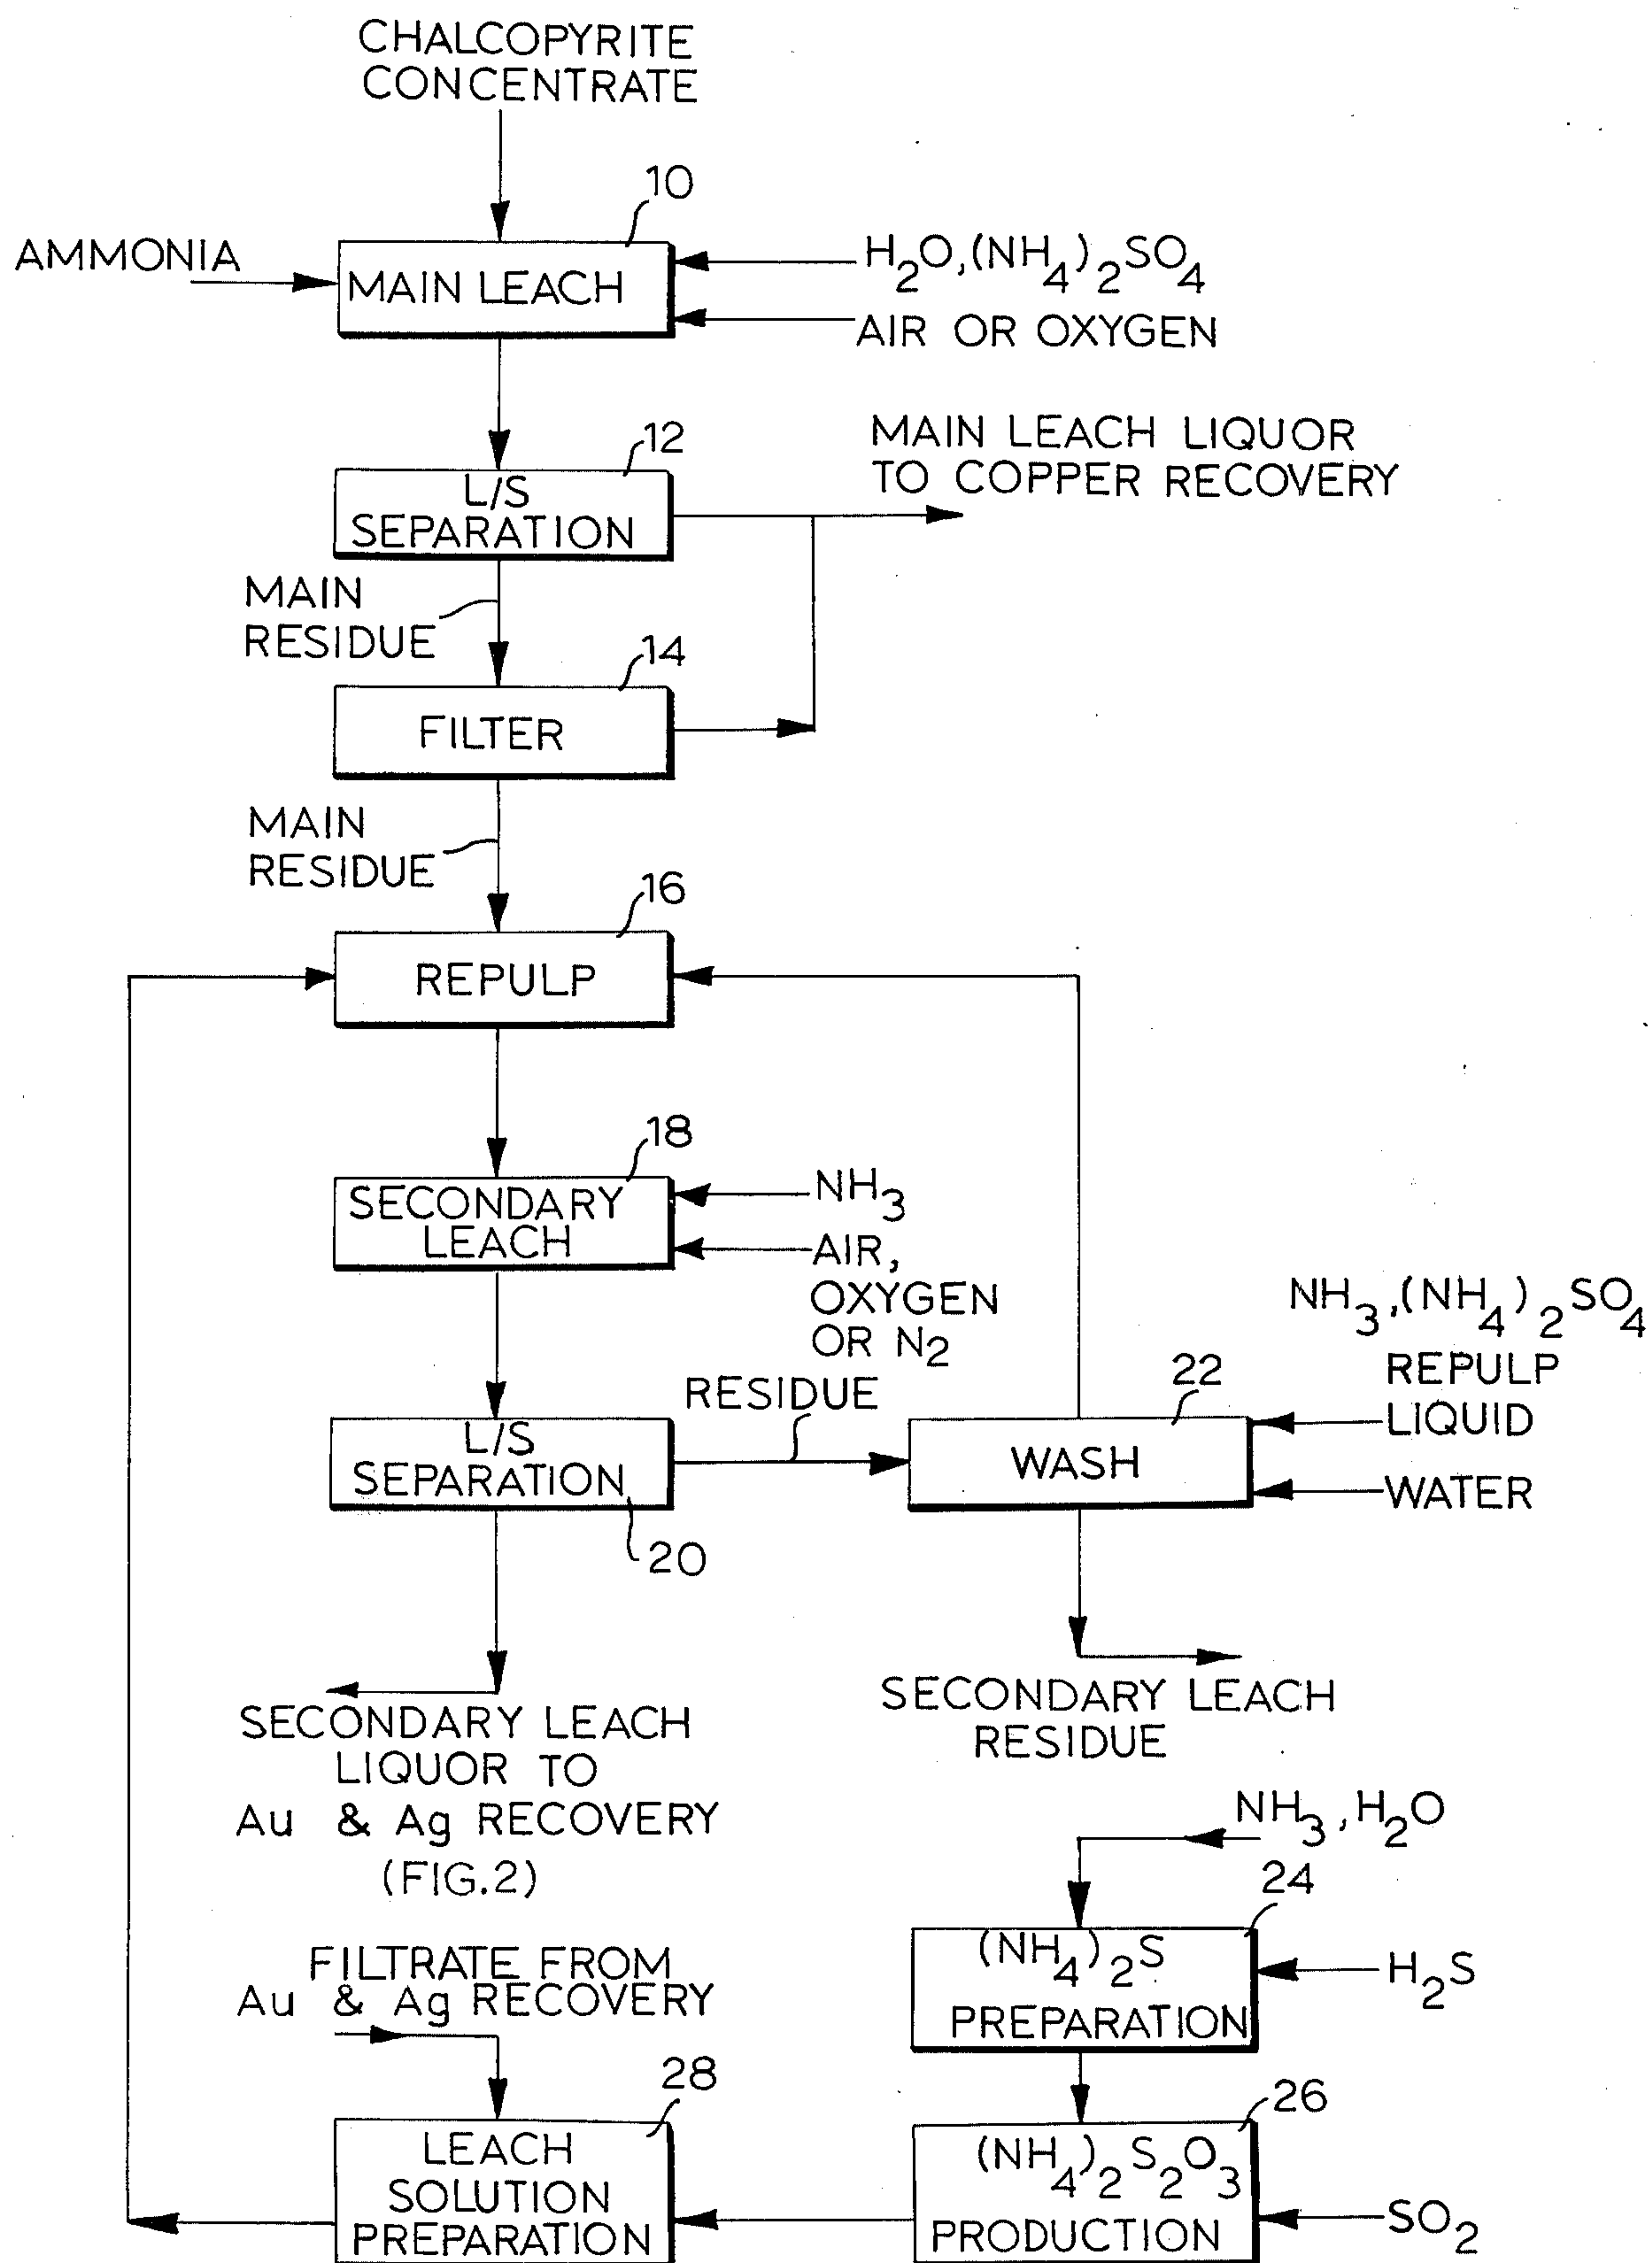 CHALCOPYRITE
CONCENTRATE
10
AMMONIA
MAIN LEACH
H₂O,(NH₄)₂SO₄
AIR OR OXYGEN
12
L/S
SEPARATION
MAIN LEACH LIQUOR
TO COPPER RECOVERY
MAIN
RESIDUE
14
FILTER
MAIN
RESIDUE
16
REPULP
18
SECONDARY
LEACH
NH₃
AIR,
OXYGEN
OR N₂
NH₃,(NH₄)₂SO₄
REPULP
LIQUID
WATER
RESIDUE
22
L/S
SEPARATION
WASH
20
SECONDARY LEACH
RESIDUE
SECONDARY LEACH
LIQUOR TO
Au & Ag RECOVERY
(FIG.2)
NH₃,H₂O
24
(NH₄)₂S
PREPARATION
H₂S
FILTRATE FROM
Au & Ag RECOVERY
28
LEACH
SOLUTION
PREPARATION
26
(NH₄)₂S₂O₃
PRODUCTION
SO₂